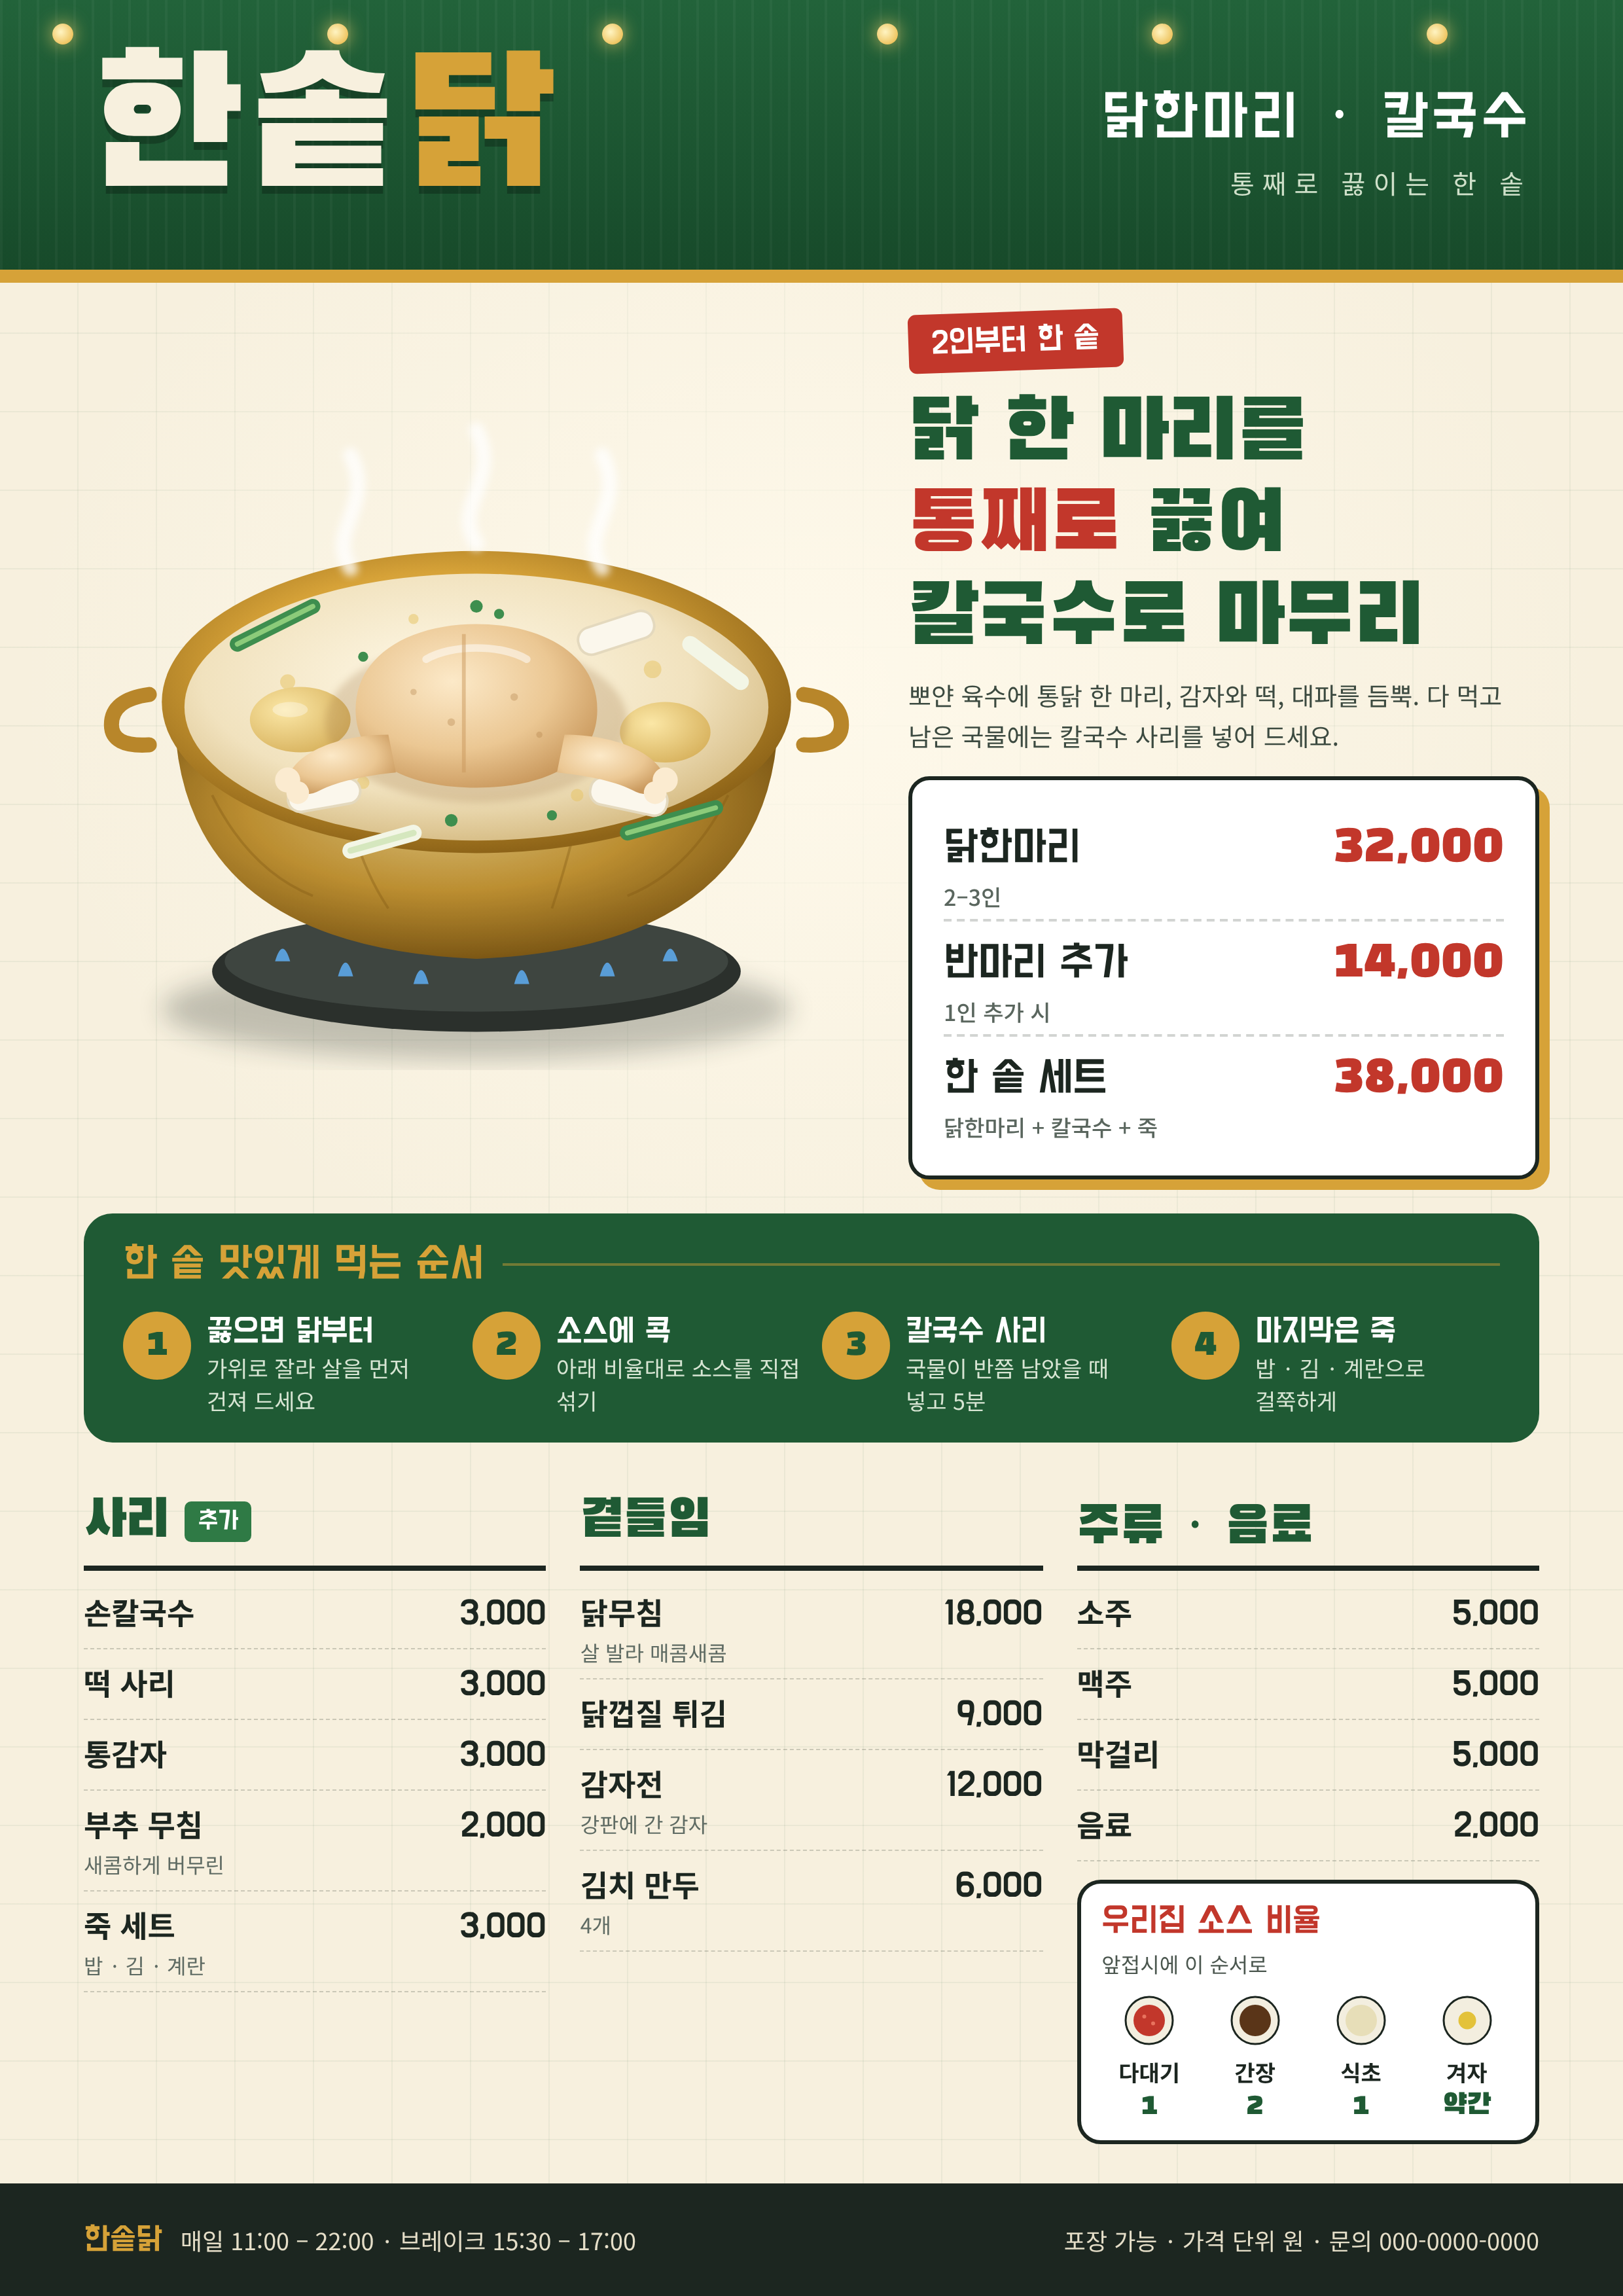 한솥닭
닭한마리 · 칼국수
통째로 끓이는 한 솥
2인부터 한 솥
닭 한 마리를
통째로 끓여
칼국수로 마무리
뽀얀 육수에 통닭 한 마리, 감자와 떡, 대파를 듬뿍. 다 먹고
남은 국물에는 칼국수 사리를 넣어 드세요.
닭한마리 32,000
2–3인
반마리 추가 14,000
1인 추가 시
한 솥 세트 38,000
닭한마리 + 칼국수 + 죽
한 솥 맛있게 먹는 순서
1 끓으면 닭부터
가위로 잘라 살을 먼저
건져 드세요
2 소스에 콕
아래 비율대로 소스를 직접
섞기
3 칼국수 사리
국물이 반쯤 남았을 때
넣고 5분
4 마지막은 죽
밥 · 김 · 계란으로
걸쭉하게
사리 추가
손칼국수 3,000
떡 사리 3,000
통감자 3,000
부추 무침 2,000
새콤하게 버무린
죽 세트 3,000
밥 · 김 · 계란
곁들임
닭무침 18,000
살 발라 매콤새콤
닭껍질 튀김 9,000
감자전 12,000
강판에 간 감자
김치 만두 6,000
4개
주류 · 음료
소주 5,000
맥주 5,000
막걸리 5,000
음료 2,000
우리집 소스 비율
앞접시에 이 순서로
다대기 간장 식초 겨자
1 2 1 약간
한솥닭 매일 11:00 – 22:00 · 브레이크 15:30 – 17:00
포장 가능 · 가격 단위 원 · 문의 000-0000-0000